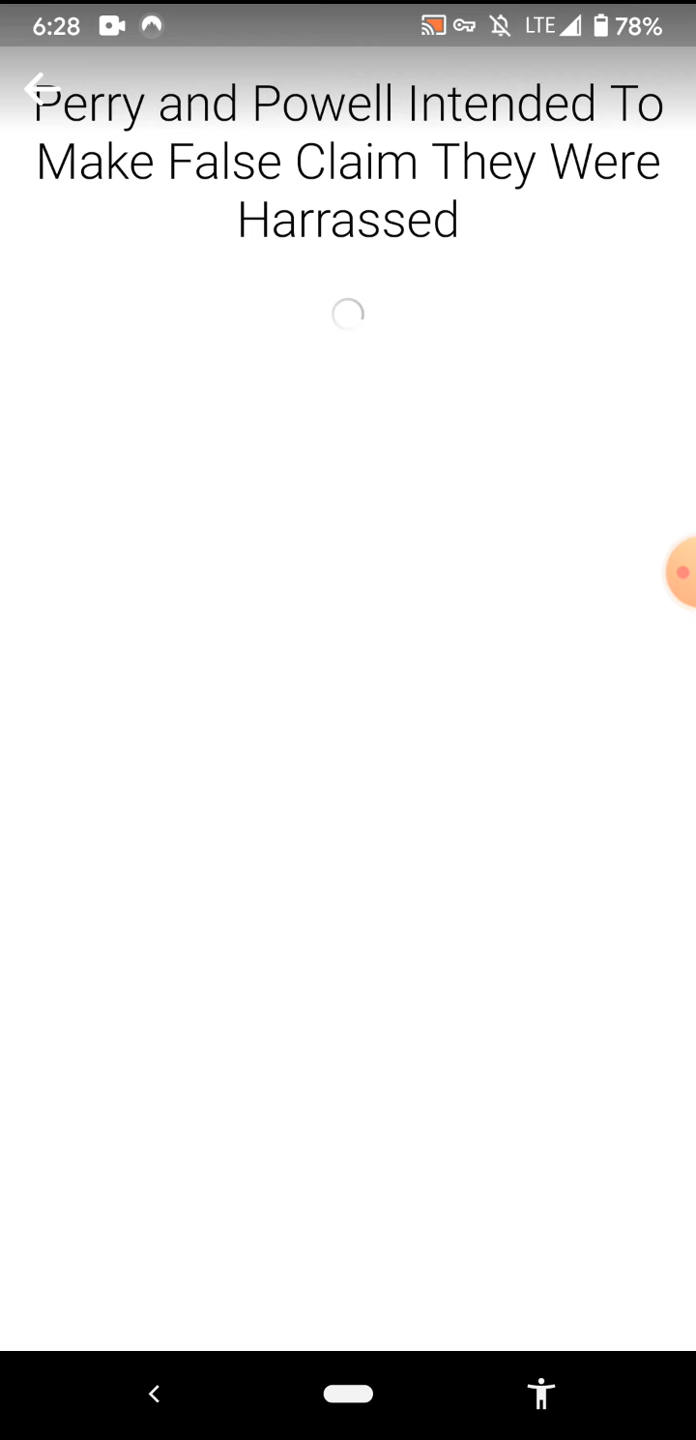 6:28 LTE 78%
Perry and Powell Intended To
Make False Claim They Were
Harrassed